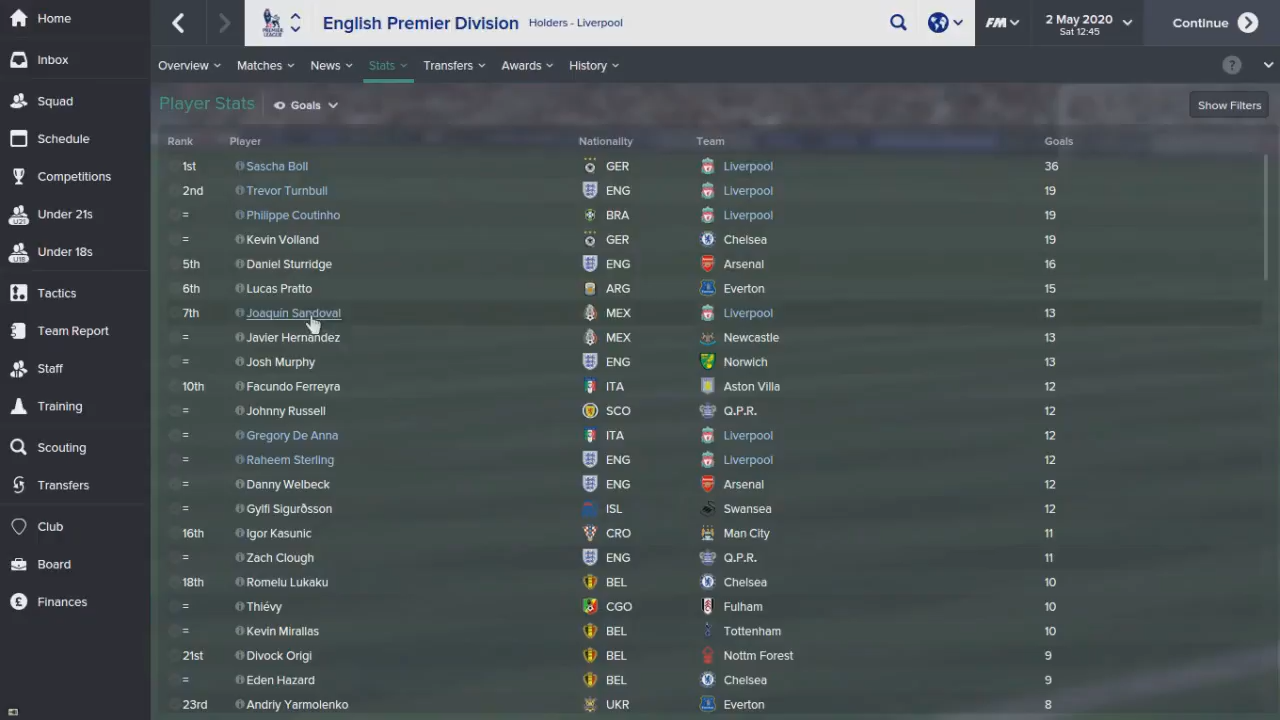 Home
Inbox
Squad
Schedule
Competitions
Under 21s
Under 18s
Tactics
Team Report
Staff
Training
Scouting
Transfers
Club
Board
Finances
English Premier Division Holders - Liverpool
FM
2 May 2020
Sat 12:45
Continue
Overview Matches News Stats Transfers Awards History ?
Player Stats Goals Show Filters
Rank Player Nationality Team Goals
1st Sascha Boll GER Liverpool 36
2nd Trevor Turnbull ENG Liverpool 19
= Philippe Coutinho BRA Liverpool 19
= Kevin Volland GER Chelsea 19
5th Daniel Sturridge ENG Arsenal 16
6th Lucas Pratto ARG Everton 15
7th Joaquín Sandoval MEX Liverpool 13
= Javier Hernández MEX Newcastle 13
= Josh Murphy ENG Norwich 13
10th Facundo Ferreyra ITA Aston Villa 12
= Johnny Russell SCO Q.P.R. 12
= Gregory De Anna ITA Liverpool 12
= Raheem Sterling ENG Liverpool 12
= Danny Welbeck ENG Arsenal 12
= Gylfi Sigurðsson ISL Swansea 12
16th Igor Kasunic CRO Man City 11
= Zach Clough ENG Q.P.R. 11
18th Romelu Lukaku BEL Chelsea 10
= Thiévy CGO Fulham 10
= Kevin Mirallas BEL Tottenham 10
21st Divock Origi BEL Nottm Forest 9
= Eden Hazard BEL Chelsea 9
23rd Andriy Yarmolenko UKR Everton 8